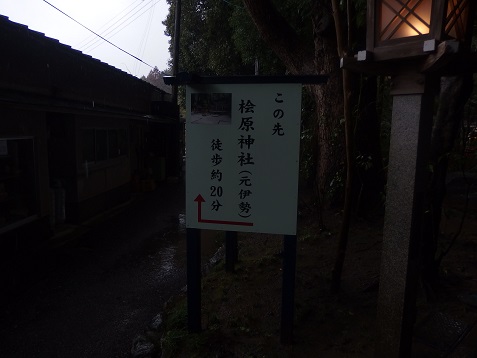 この先
桧原神社(元伊勢)
徒歩約20分